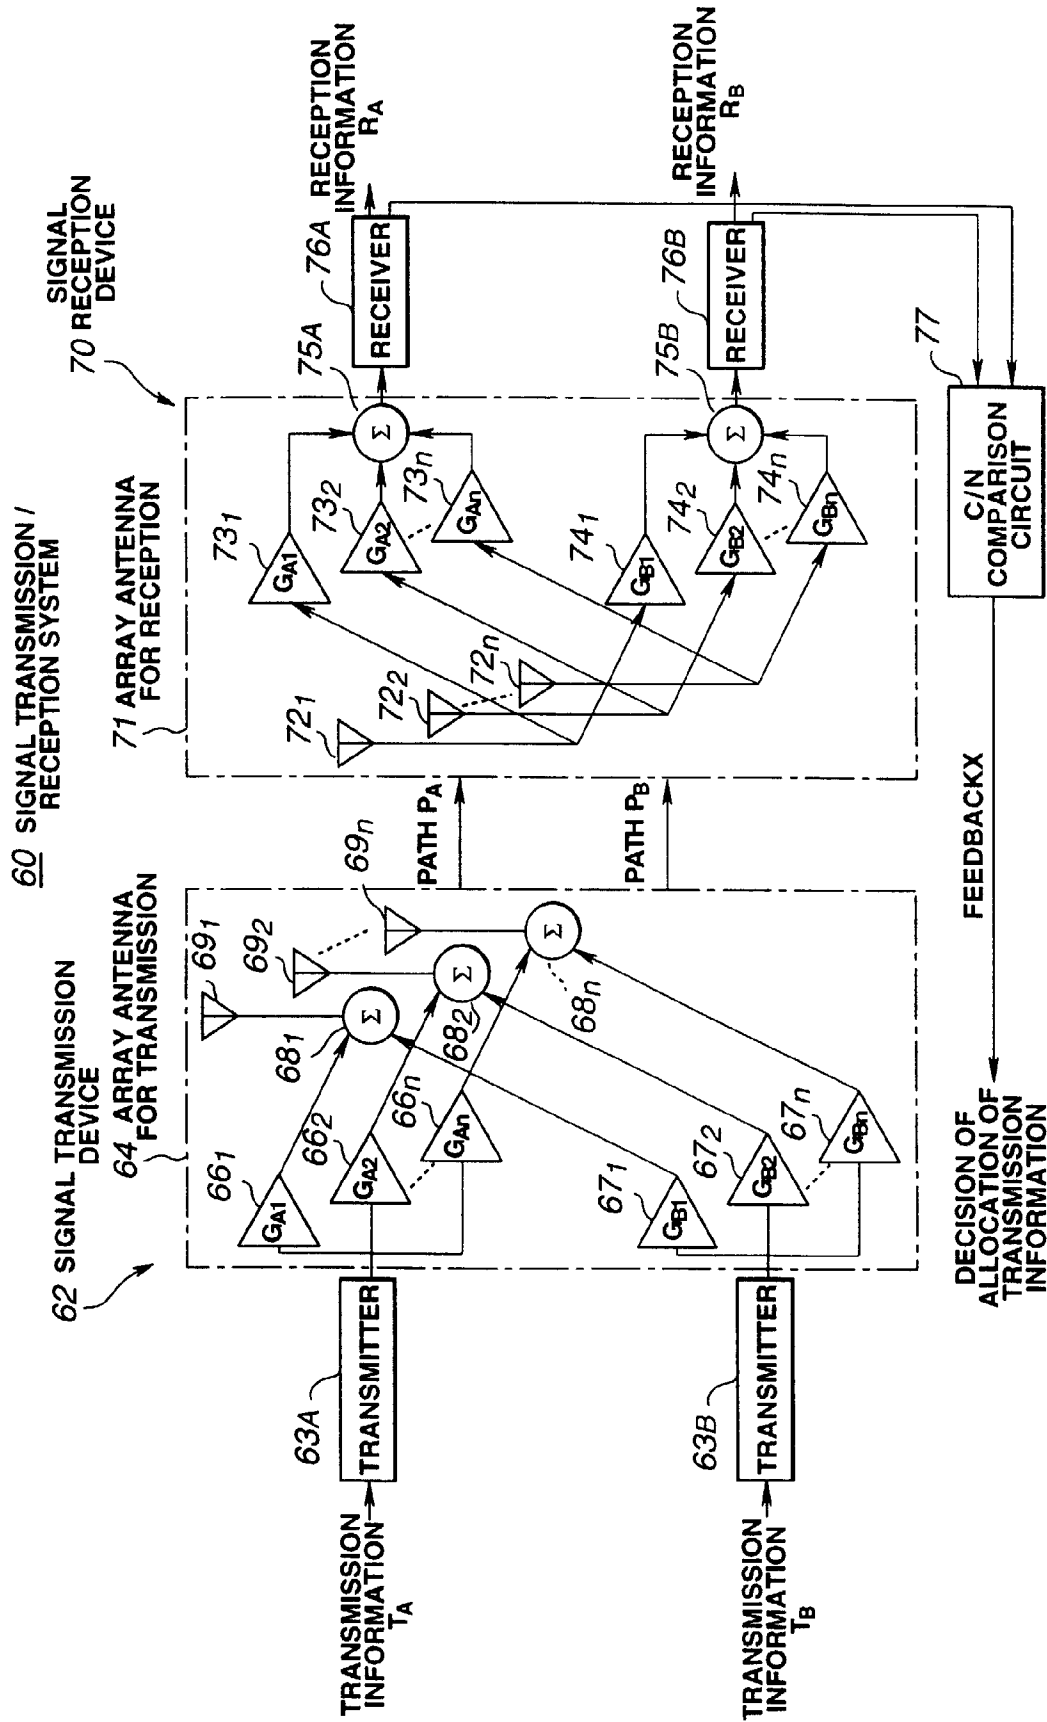 60 SIGNAL TRANSMISSION /
RECEPTION SYSTEM
62 SIGNAL TRANSMISSION
DEVICE
64 ARRAY ANTENNA
FOR TRANSMISSION
71 ARRAY ANTENNA
FOR RECEPTION
SIGNAL
70 RECEPTION
DEVICE
TRANSMISSION
INFORMATION
TA
63A
TRANSMITTER
661
GA1
662
GA2
66n
GAn
681
Σ
682
Σ
68n
Σ
691
692
69n
PATH PA
721
722
72n
731
GA1
732
GA2
73n
GAn
75A
Σ
76A
RECEIVER
RECEPTION
INFORMATION
RA
TRANSMISSION
INFORMATION
TB
63B
TRANSMITTER
671
GB1
672
GB2
67n
GBn
PATH PB
741
GB1
742
GB2
74n
GBn
75B
Σ
76B
RECEIVER
RECEPTION
INFORMATION
RB
77
C/N
COMPARISON
CIRCUIT
FEEDBACKX
DECISION OF
ALLOCATION OF
TRANSMISSION
INFORMATION